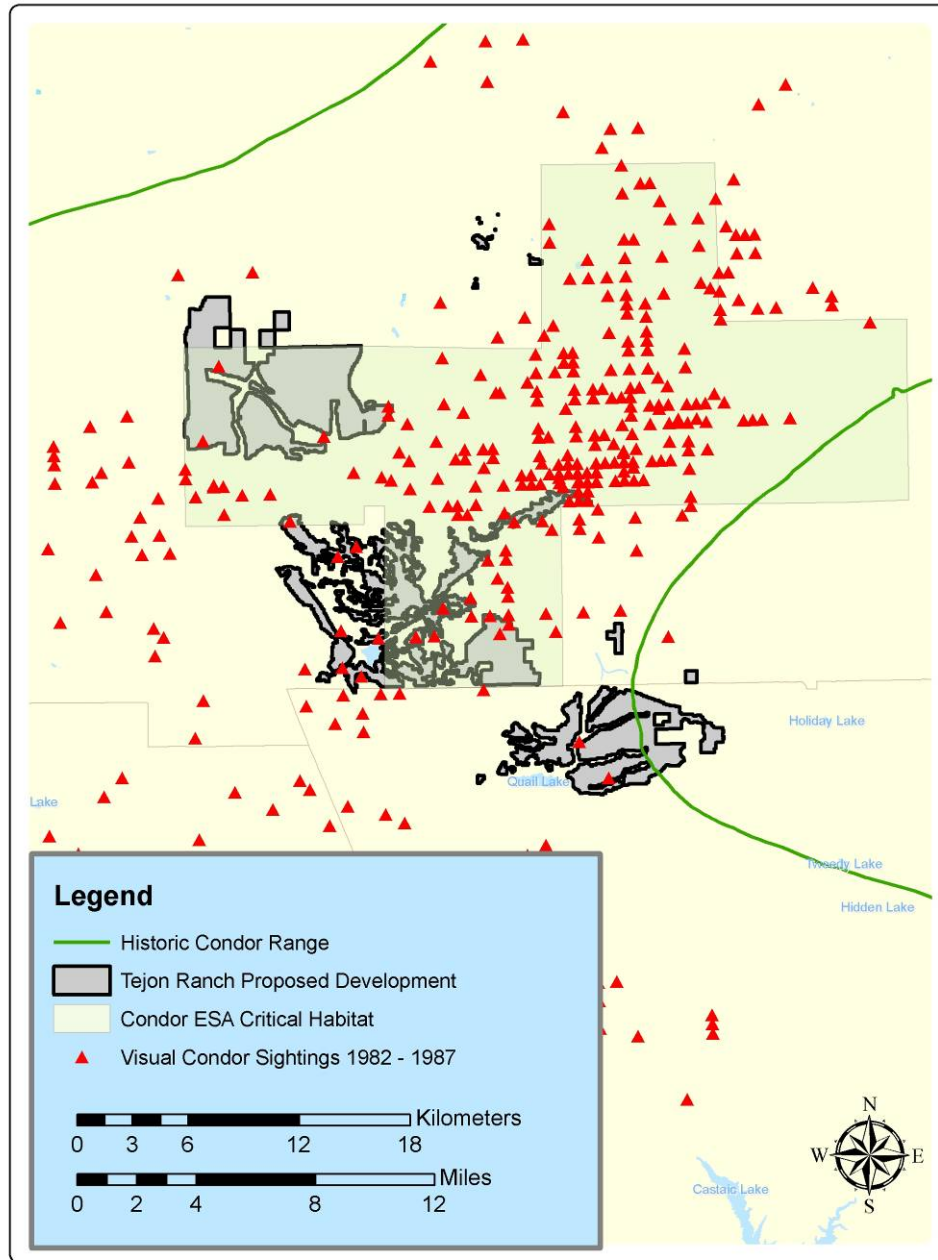 Holiday Lake
Quail Lake
Lake
Tweedy Lake
Hidden Lake
Legend
Historic Condor Range
Tejon Ranch Proposed Development
Condor ESA Critical Habitat
Visual Condor Sightings 1982 - 1987
Kilometers
0 3 6 12 18
Miles
0 2 4 8 12
N
W E
S
Castaic Lake